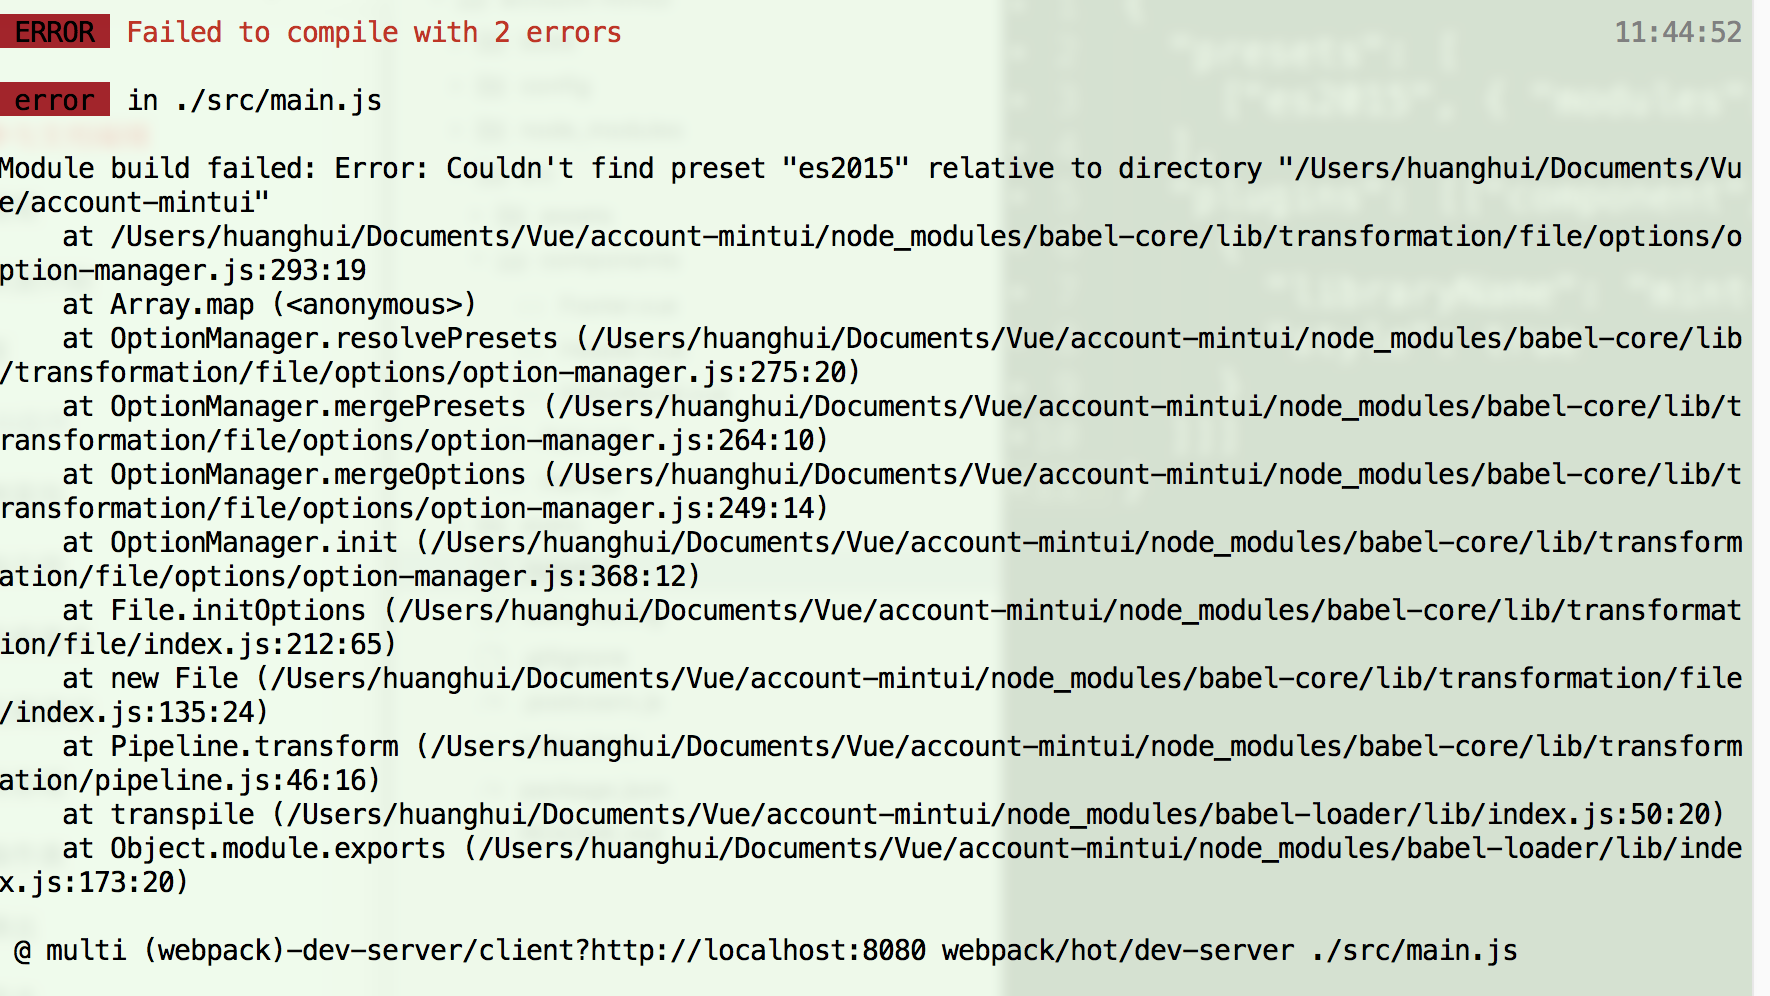 ERROR Failed to compile with 2 errors 11:44:52
error in ./src/main.js
Module build failed: Error: Couldn't find preset "es2015" relative to directory "/Users/huanghui/Documents/Vu
e/account-mintui"
at /Users/huanghui/Documents/Vue/account-mintui/node_modules/babel-core/lib/transformation/file/options/o
ption-manager.js:293:19
at Array.map (<anonymous>)
at OptionManager.resolvePresets (/Users/huanghui/Documents/Vue/account-mintui/node_modules/babel-core/lib
/transformation/file/options/option-manager.js:275:20)
at OptionManager.mergePresets (/Users/huanghui/Documents/Vue/account-mintui/node_modules/babel-core/lib/t
ransformation/file/options/option-manager.js:264:10)
at OptionManager.mergeOptions (/Users/huanghui/Documents/Vue/account-mintui/node_modules/babel-core/lib/t
ransformation/file/options/option-manager.js:249:14)
at OptionManager.init (/Users/huanghui/Documents/Vue/account-mintui/node_modules/babel-core/lib/transform
ation/file/options/option-manager.js:368:12)
at File.initOptions (/Users/huanghui/Documents/Vue/account-mintui/node_modules/babel-core/lib/transformat
ion/file/index.js:212:65)
at new File (/Users/huanghui/Documents/Vue/account-mintui/node_modules/babel-core/lib/transformation/file
/index.js:135:24)
at Pipeline.transform (/Users/huanghui/Documents/Vue/account-mintui/node_modules/babel-core/lib/transform
ation/pipeline.js:46:16)
at transpile (/Users/huanghui/Documents/Vue/account-mintui/node_modules/babel-loader/lib/index.js:50:20)
at Object.module.exports (/Users/huanghui/Documents/Vue/account-mintui/node_modules/babel-loader/lib/inde
x.js:173:20)
@ multi (webpack)-dev-server/client?http://localhost:8080 webpack/hot/dev-server ./src/main.js